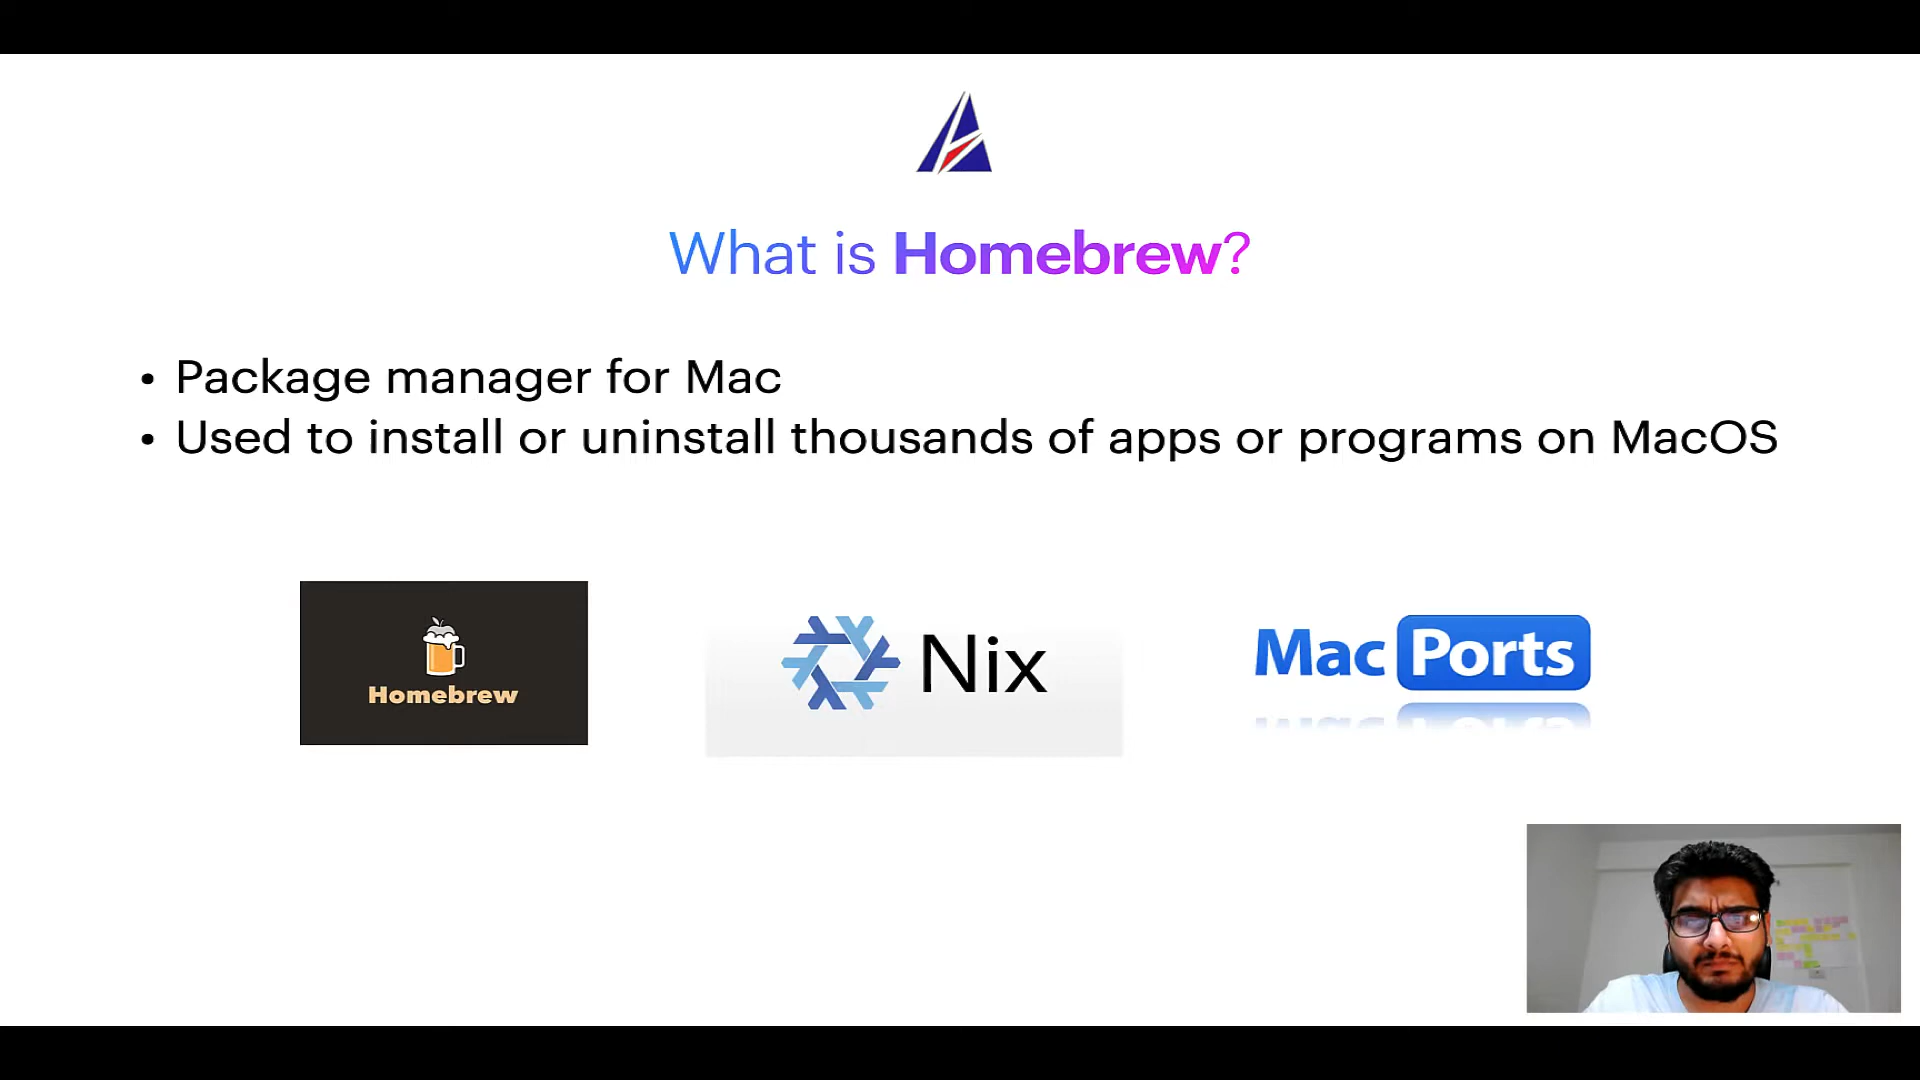 What is Homebrew?
• Package manager for Mac
• Used to install or uninstall thousands of apps or programs on MacOS
Homebrew
Nix
Mac Ports